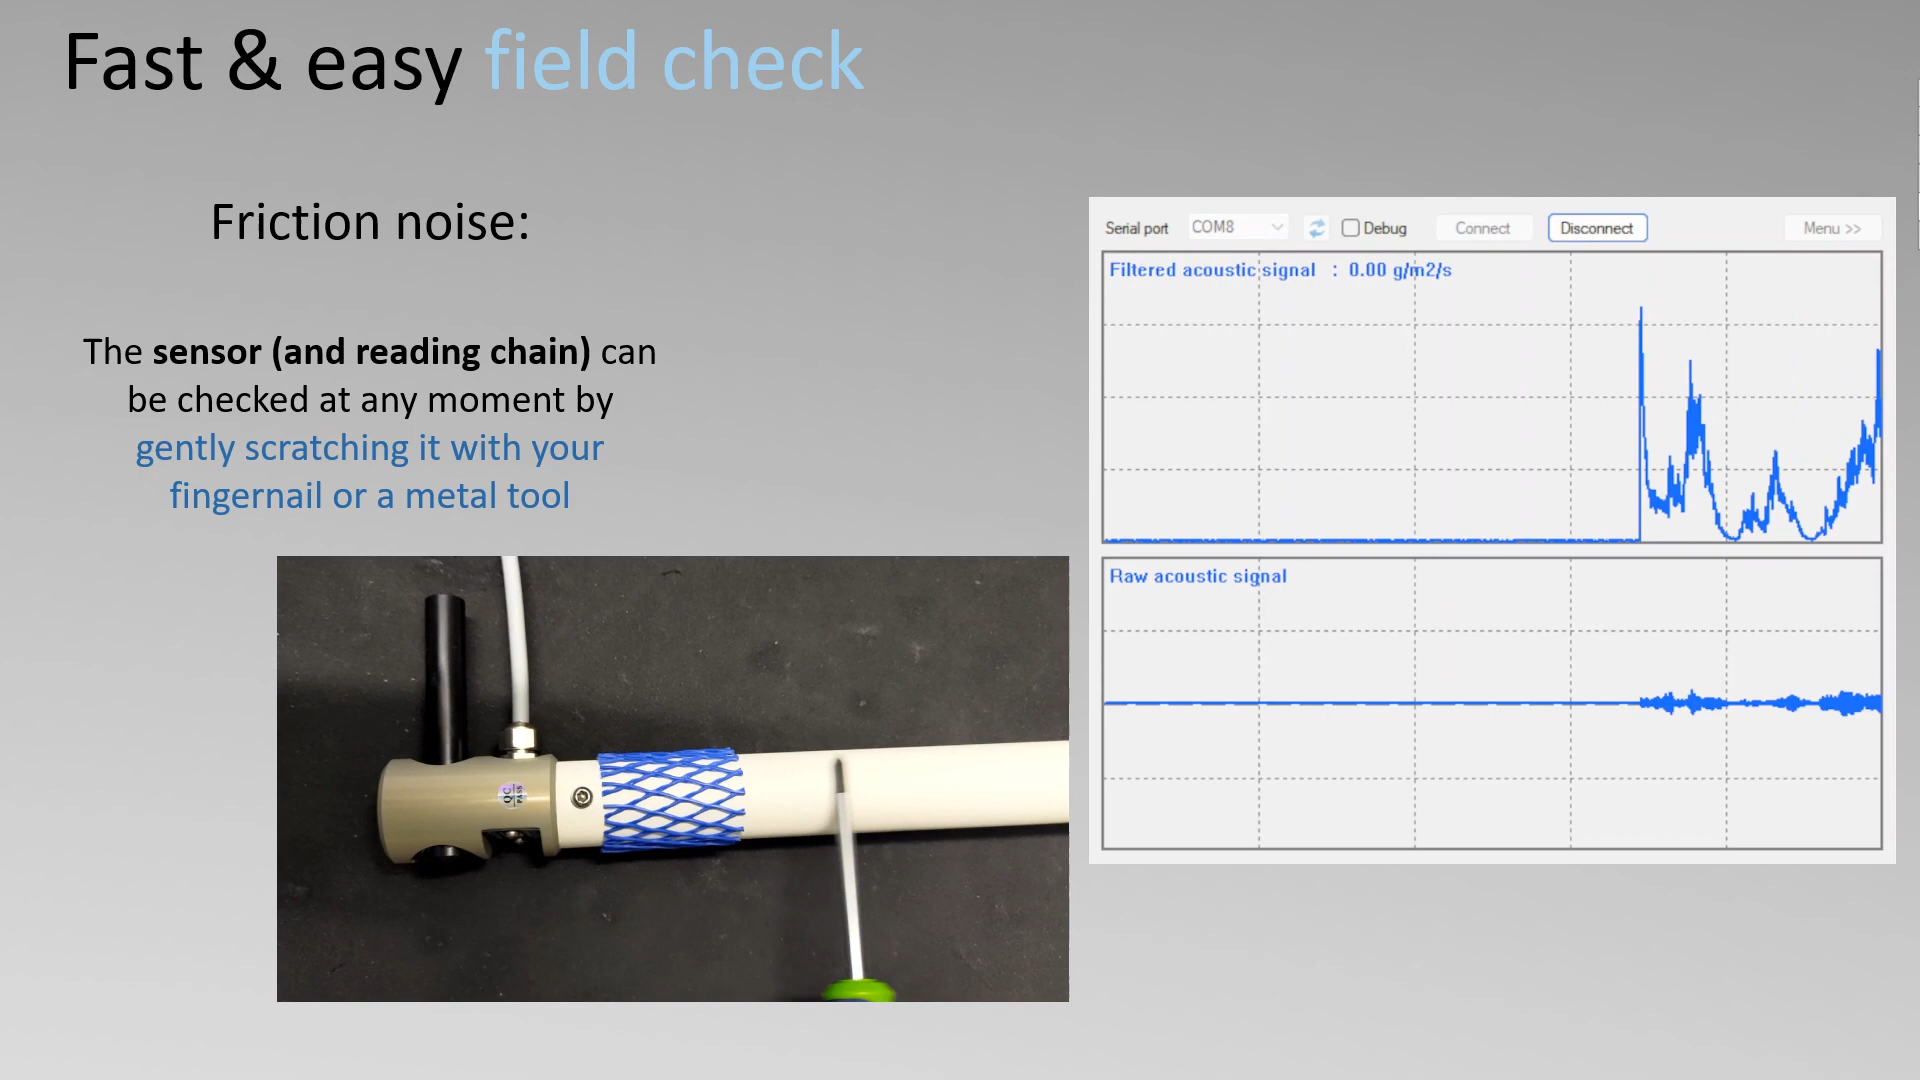 Fast & easy field check
Friction noise:
The sensor (and reading chain) can
be checked at any moment by
gently scratching it with your
fingernail or a metal tool
Serial port COM8 Debug Connect Disconnect Menu >>
Filtered acoustic signal : 0.00 g/m2/s
Raw acoustic signal
QC
PASS